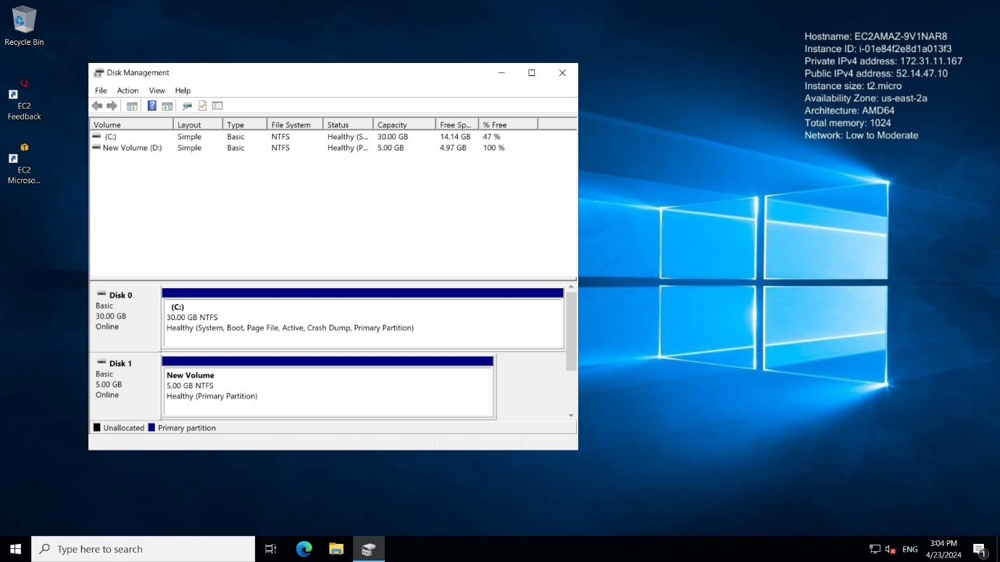 Recycle Bin
EC2
Feedback
EC2
Microso...
Hostname: EC2AMAZ-9V1NAR8
Instance ID: i-01e84f2e8d1a013f3
Private IPv4 address: 172.31.11.167
Public IPv4 address: 52.14.47.10
Instance size: t2.micro
Availability Zone: us-east-2a
Architecture: AMD64
Total memory: 1024
Network: Low to Moderate
Disk Management
File Action View Help
Volume Layout Type File System Status Capacity Free Sp... % Free
(C:) Simple Basic NTFS Healthy (S... 30.00 GB 14.14 GB 47 %
New Volume (D:) Simple Basic NTFS Healthy (P... 5.00 GB 4.97 GB 100 %
Disk 0
Basic
30.00 GB
Online
(C:)
30.00 GB NTFS
Healthy (System, Boot, Page File, Active, Crash Dump, Primary Partition)
Disk 1
Basic
5.00 GB
Online
New Volume
5.00 GB NTFS
Healthy (Primary Partition)
Unallocated Primary partition
Type here to search
ENG
3:04 PM
4/23/2024
1